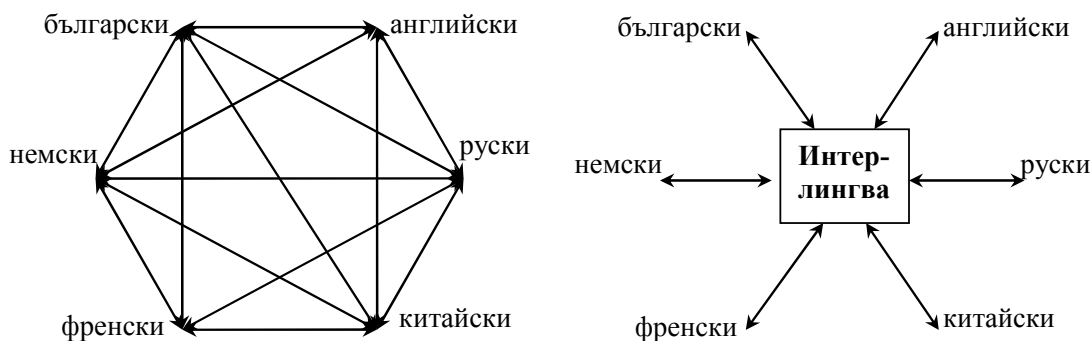 български
английски
немски
руски
френски
китайски
български
английски
немски
Интер-
лингва
руски
френски
китайски